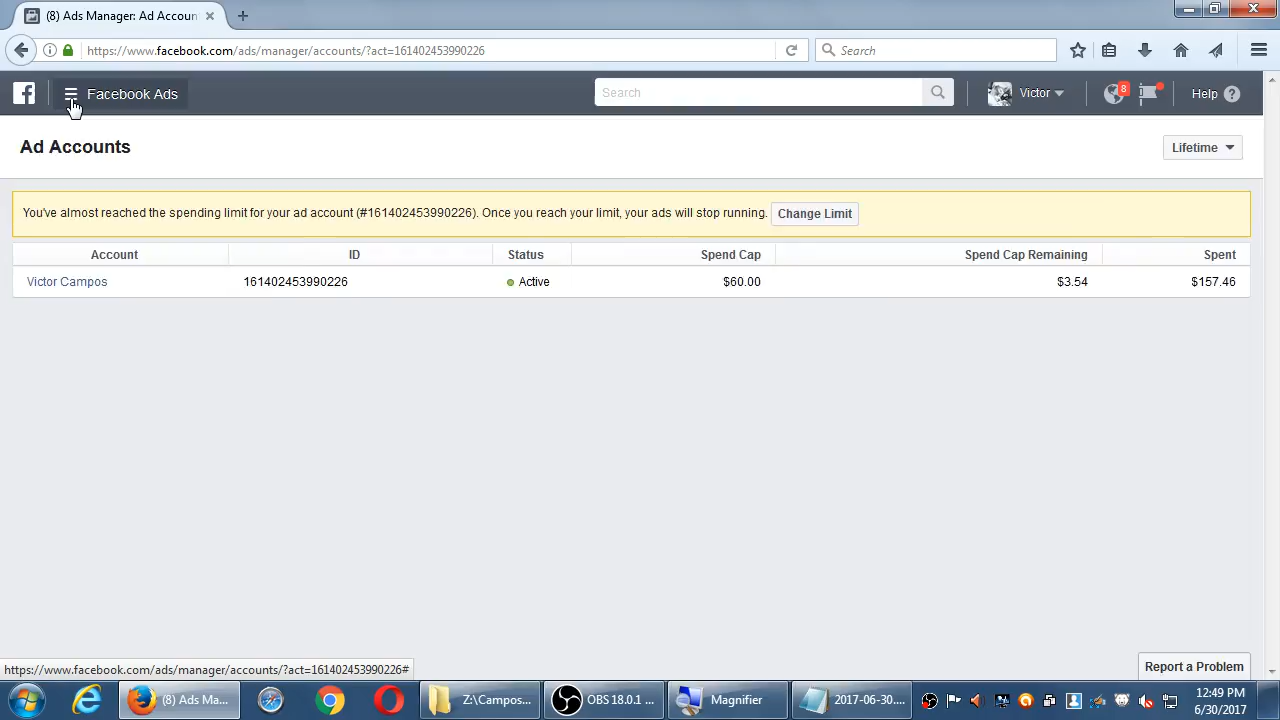 (8) Ads Manager: Ad Accoun
https://www.facebook.com/ads/manager/accounts/?act=161402453990226
Search
Facebook Ads
Search
Victor
8
Help
Ad Accounts
Lifetime
You've almost reached the spending limit for your ad account (#161402453990226). Once you reach your limit, your ads will stop running. Change Limit
Account ID Status Spend Cap Spend Cap Remaining Spent
Victor Campos 161402453990226 Active $60.00 $3.54 $157.46
https://www.facebook.com/ads/manager/accounts/?act=161402453990226#
Report a Problem
(8) Ads Ma...
Z:\Campos...
OBS 18.0.1 ...
Magnifier
2017-06-30....
12:49 PM
6/30/2017